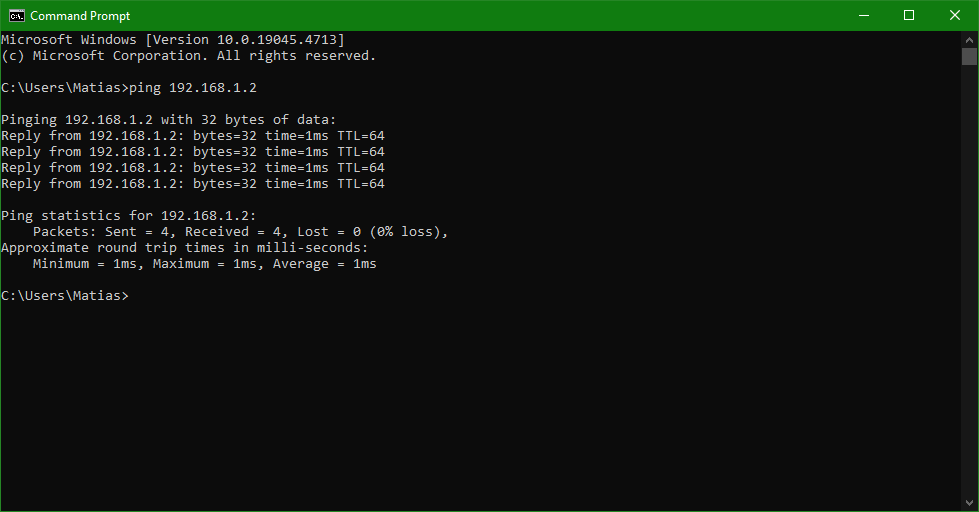 Command Prompt
Microsoft Windows [Version 10.0.19045.4713]
(c) Microsoft Corporation. All rights reserved.
C:\Users\Matias>ping 192.168.1.2
Pinging 192.168.1.2 with 32 bytes of data:
Reply from 192.168.1.2: bytes=32 time=1ms TTL=64
Reply from 192.168.1.2: bytes=32 time=1ms TTL=64
Reply from 192.168.1.2: bytes=32 time=1ms TTL=64
Reply from 192.168.1.2: bytes=32 time=1ms TTL=64
Ping statistics for 192.168.1.2:
    Packets: Sent = 4, Received = 4, Lost = 0 (0% loss),
Approximate round trip times in milli-seconds:
    Minimum = 1ms, Maximum = 1ms, Average = 1ms
C:\Users\Matias>